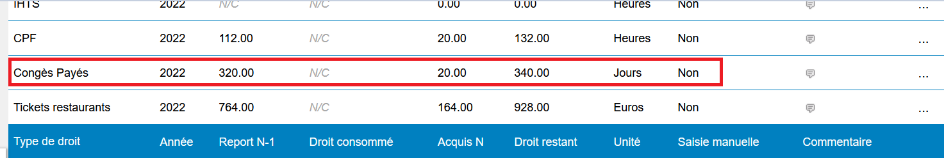 IHTS 2022 N/C 0.00 0.00 Heures Non ...
CPF 2022 112.00 N/C 20.00 132.00 Heures Non ...
Congès Payés 2022 320.00 N/C 20.00 340.00 Jours Non ...
Tickets restaurants 2022 764.00 N/C 164.00 928.00 Euros Non ...
Type de droit Année Report N-1 Droit consommé Acquis N Droit restant Unité Saisie manuelle Commentaire